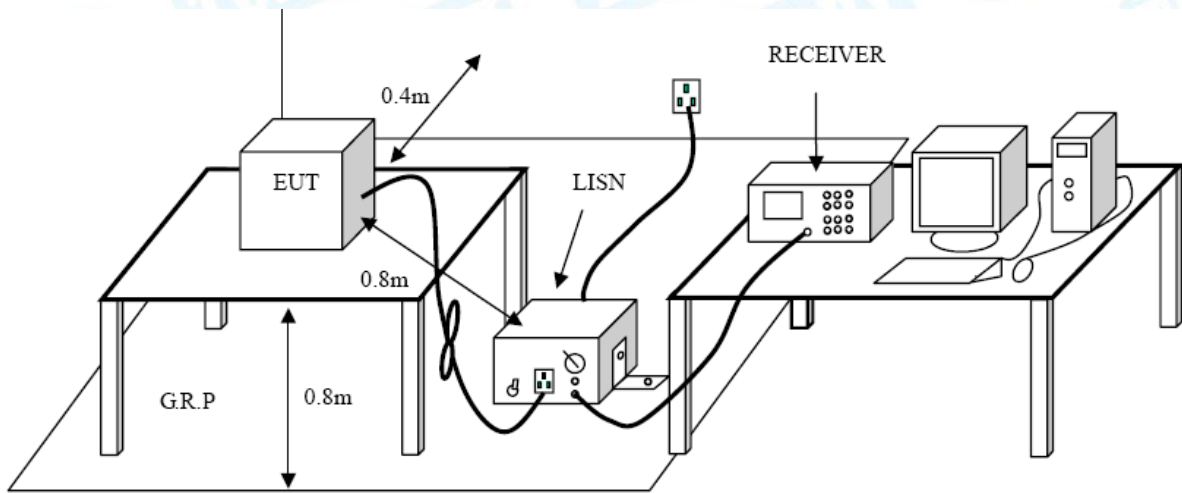 RECEIVER
0.4m
EUT
LISN
0.8m
G.R.P
0.8m